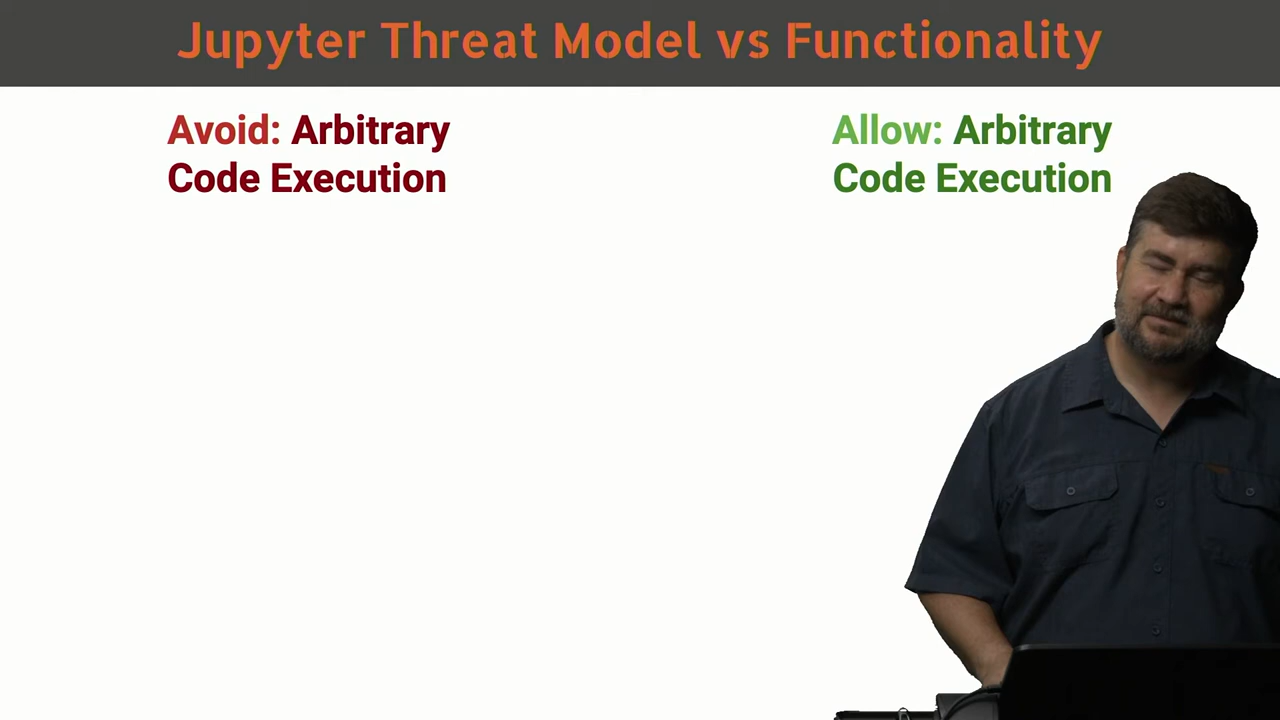 Jupyter Threat Model vs Functionality
Avoid: Arbitrary
Code Execution
Allow: Arbitrary
Code Execution